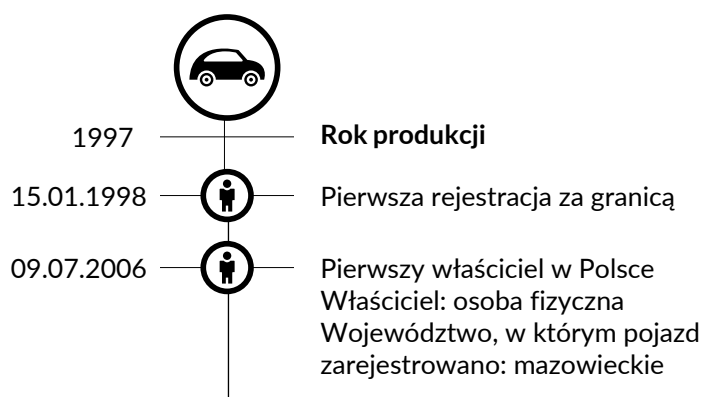 1997 Rok produkcji
15.01.1998 Pierwsza rejestracja za granicą
09.07.2006 Pierwszy właściciel w Polsce
Właściciel: osoba fizyczna
Województwo, w którym pojazd
zarejestrowano: mazowieckie